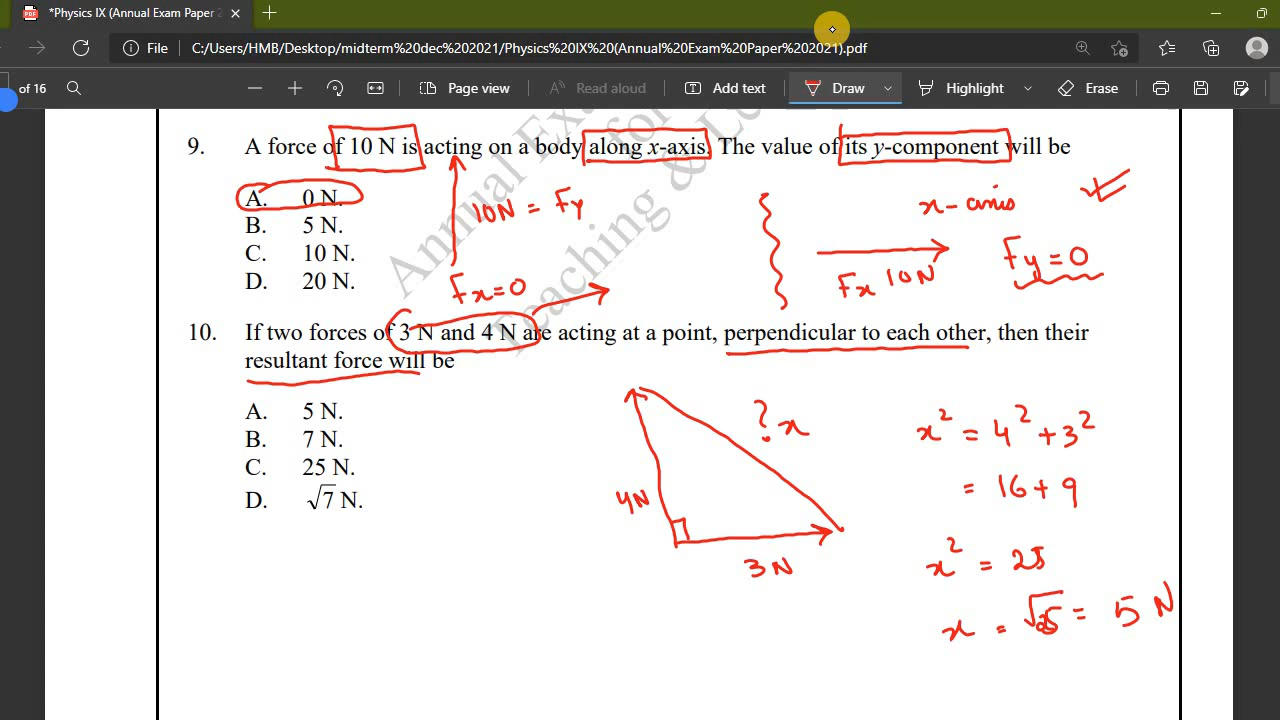 *Physics IX (Annual Exam Paper 2
File C:/Users/HMB/Desktop/midterm%20dec%202021/Physics%20IX%20(Annual%20Exam%20Paper%202021).pdf
of 16 Page view Read aloud Add text Draw Highlight Erase
Annual Exa
for
Teaching & Le
9. A force of 10 N is acting on a body along x-axis. The value of its y-component will be
A. 0 N.
B. 5 N.
C. 10 N.
D. 20 N.
10N = Fy
Fx=0
x-axis
Fx 10N
Fy=0
10. If two forces of 3 N and 4 N are acting at a point, perpendicular to each other, then their
resultant force will be
A. 5 N.
B. 7 N.
C. 25 N.
D. √7 N.
? x
4N
3N
x² = 4² + 3²
= 16 + 9
x² = 25
x = √25 = 5 N